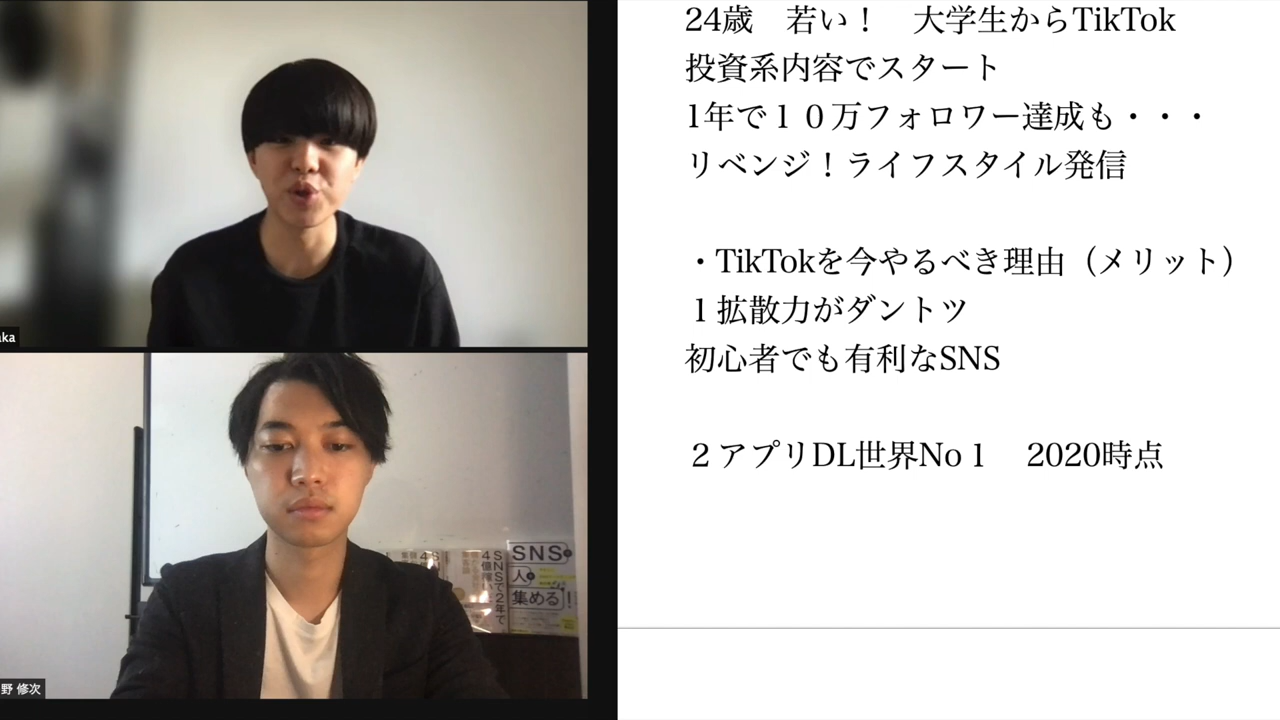 24歳　若い！　大学生からTikTok
投資系内容でスタート
1年で１０万フォロワー達成も・・・
リベンジ！ライフスタイル発信
・TikTokを今やるべき理由（メリット）
１拡散力がダントツ
初心者でも有利なSNS
２アプリDL世界No１　2020時点
aka
野 修次
SNSで2年で
4億稼いだ
SNSで
人を
集める！